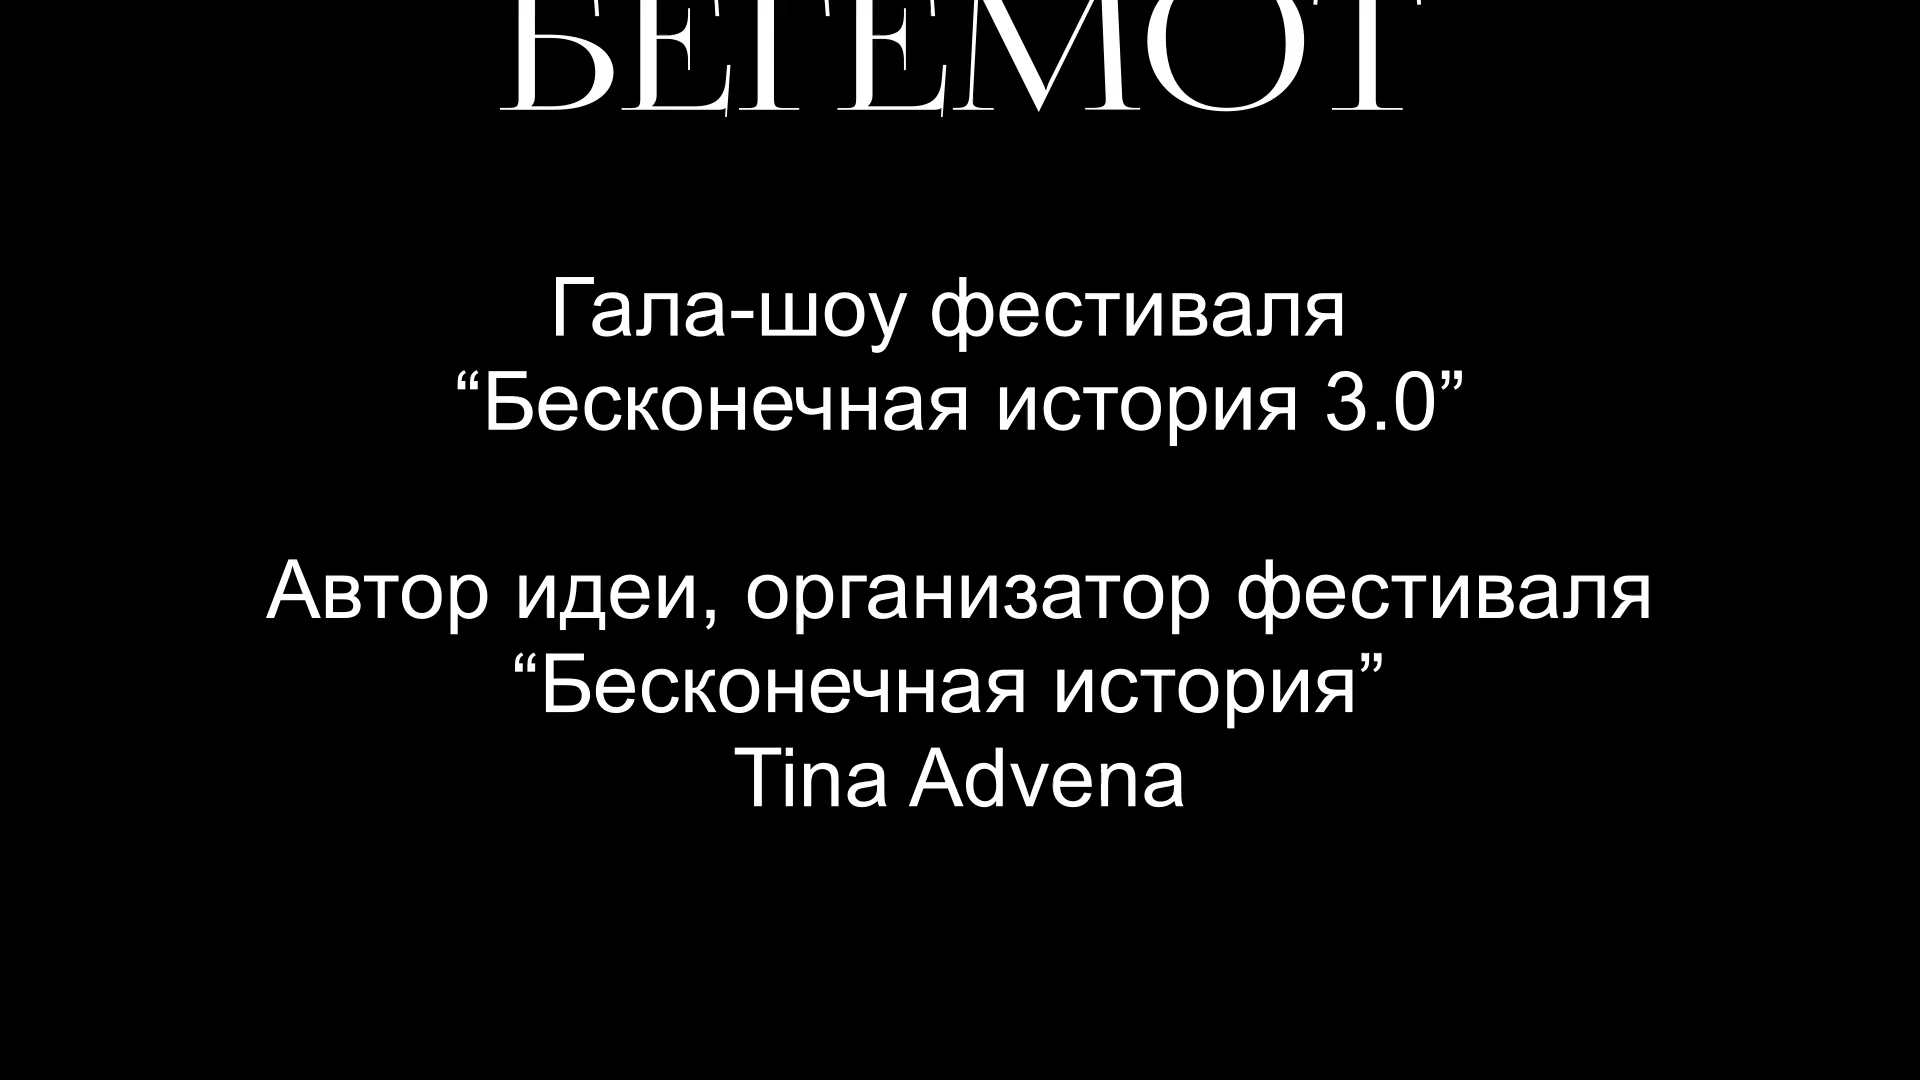 БЕГЕМОТ
Гала-шоу фестиваля
“Бесконечная история 3.0”
Автор идеи, организатор фестиваля
“Бесконечная история”
Tina Advena